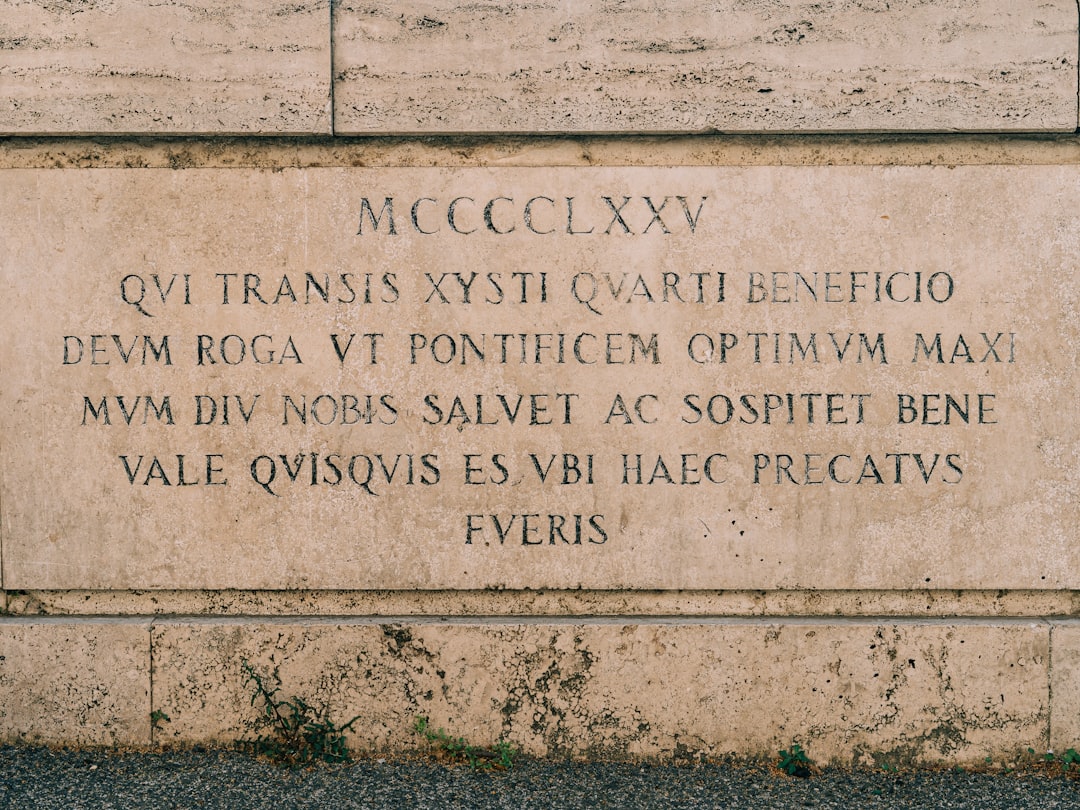 MCCCCLXXV
QVI TRANSIS XYSTI QVARTI BENEFICIO
DEVM ROGA VT PONTIFICEM OPTIMVM MAXI
MVM DIV NOBIS SALVET AC SOSPITET BENE
VALE QVISQVIS ES VBI HAEC PRECATVS
FVERIS